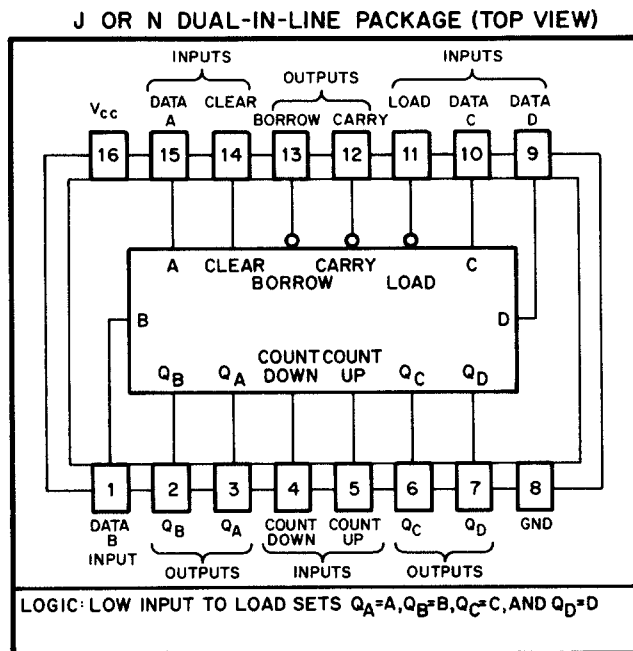 J OR N DUAL-IN-LINE PACKAGE (TOP VIEW)
INPUTS OUTPUTS INPUTS
VCC DATA A CLEAR BORROW CARRY LOAD DATA C DATA D
16 15 14 13 12 11 10 9
A CLEAR BORROW CARRY LOAD C
B D
QB QA COUNT DOWN COUNT UP QC QD
1 2 3 4 5 6 7 8
DATA B INPUT QB QA COUNT DOWN COUNT UP QC QD GND
OUTPUTS INPUTS OUTPUTS
LOGIC: LOW INPUT TO LOAD SETS QA=A,QB=B,QC=C,AND QD=D